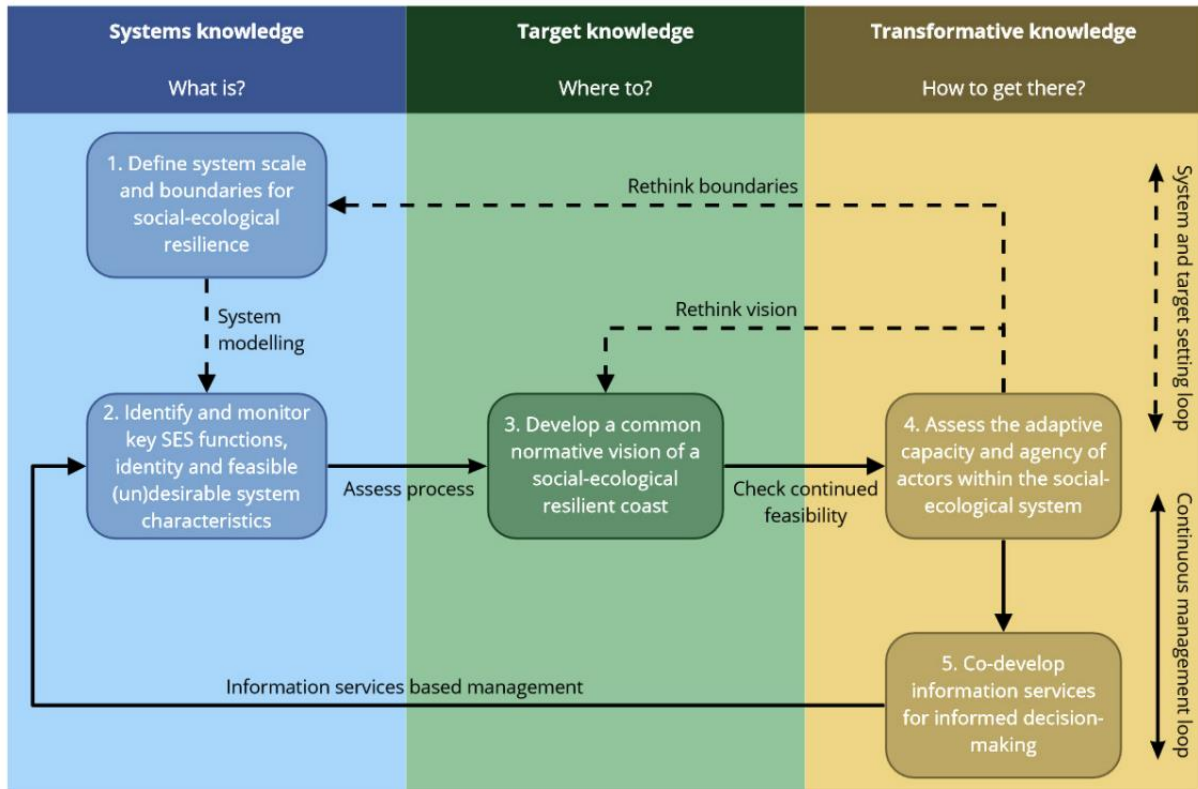 Systems knowledge
What is?
Target knowledge
Where to?
Transformative knowledge
How to get there?
1. Define system scale
and boundaries for
social-ecological
resilience
Rethink boundaries
System
modelling
Rethink vision
System and target setting loop
2. Identify and monitor
key SES functions,
identity and feasible
(un)desirable system
characteristics
Assess process
3. Develop a common
normative vision of a
social-ecological
resilient coast
Check continued
feasibility
4. Assess the adaptive
capacity and agency of
actors within the social-
ecological system
Continuous management loop
Information services based management
5. Co-develop
information services
for informed decision-
making